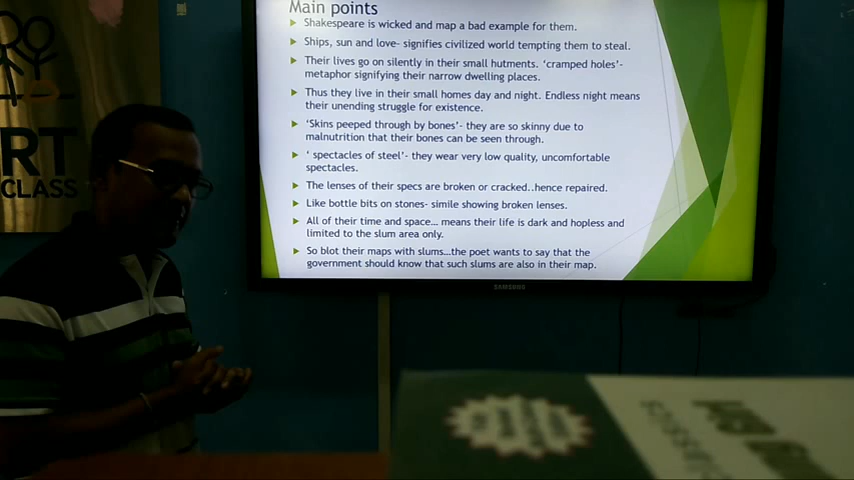 Main points
Shakespeare is wicked and map a bad example for them.
Ships, sun and love- signifies civilized world tempting them to steal.
Their lives go on silently in their small hutments. 'cramped holes'-
metaphor signifying their narrow dwelling places.
Thus they live in their small homes day and night. Endless night means
their unending struggle for existence.
'Skins peeped through by bones'- they are so skinny due to
malnutrition that their bones can be seen through.
' spectacles of steel'- they wear very low quality, uncomfortable
spectacles.
The lenses of their specs are broken or cracked..hence repaired.
Like bottle bits on stones- simile showing broken lenses.
All of their time and space... means their life is dark and hopless and
limited to the slum area only.
So blot their maps with slums...the poet wants to say that the
government should know that such slums are also in their map.
SAMSUNG
RT
CLASS